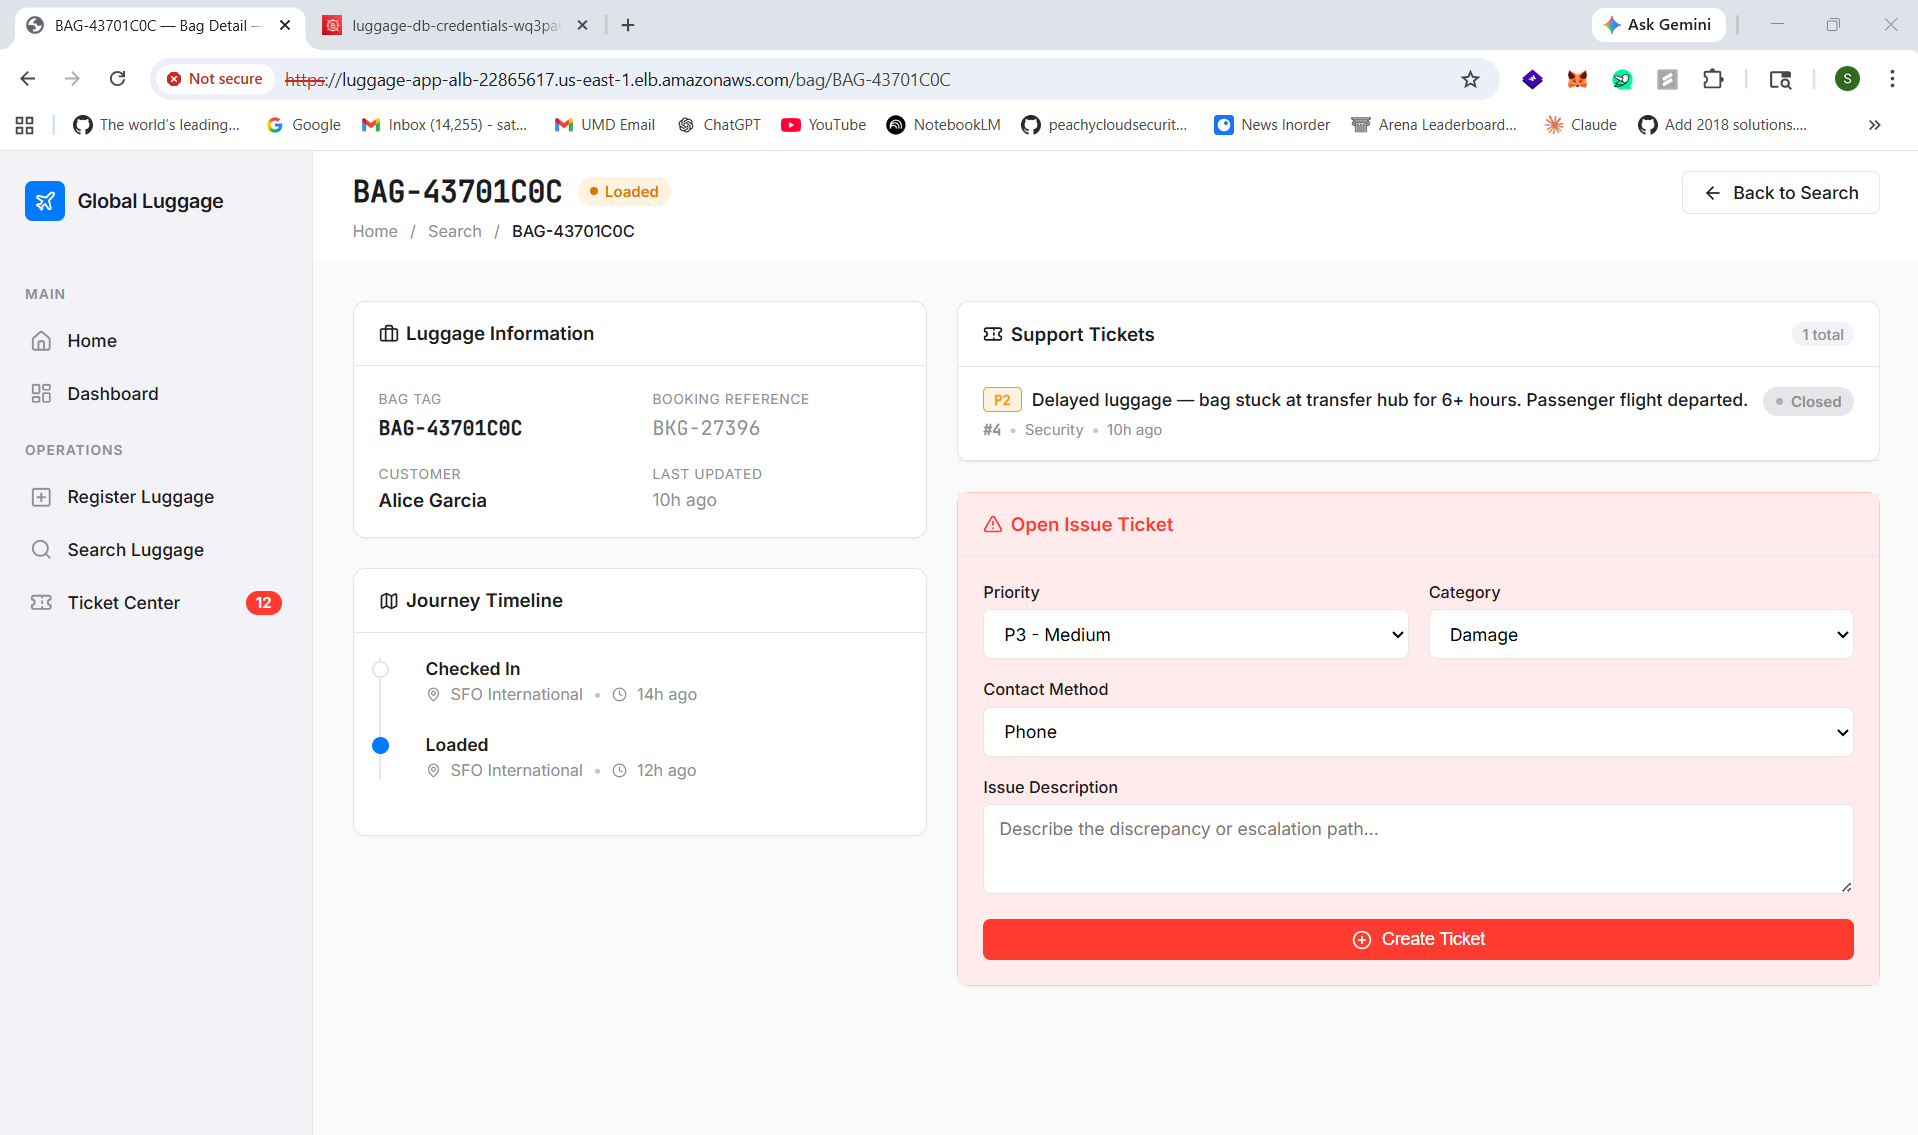 BAG-43701C0C — Bag Detail —
luggage-db-credentials-wq3pa
Ask Gemini
Not secure
https://luggage-app-alb-22865617.us-east-1.elb.amazonaws.com/bag/BAG-43701C0C
S
The world's leading...
Google
Inbox (14,255) - sat...
UMD Email
ChatGPT
YouTube
NotebookLM
peachycloudsecurit...
News Inorder
Arena Leaderboard...
Claude
Add 2018 solutions....
Global Luggage
MAIN
Home
Dashboard
OPERATIONS
Register Luggage
Search Luggage
Ticket Center 12
BAG-43701C0C Loaded
Home / Search / BAG-43701C0C
Back to Search
Luggage Information
BAG TAG
BAG-43701C0C
BOOKING REFERENCE
BKG-27396
CUSTOMER
Alice Garcia
LAST UPDATED
10h ago
Journey Timeline
Checked In
SFO International • 14h ago
Loaded
SFO International • 12h ago
Support Tickets
1 total
P2 Delayed luggage — bag stuck at transfer hub for 6+ hours. Passenger flight departed. Closed
#4 • Security • 10h ago
Open Issue Ticket
Priority
P3 - Medium
Category
Damage
Contact Method
Phone
Issue Description
Describe the discrepancy or escalation path...
Create Ticket